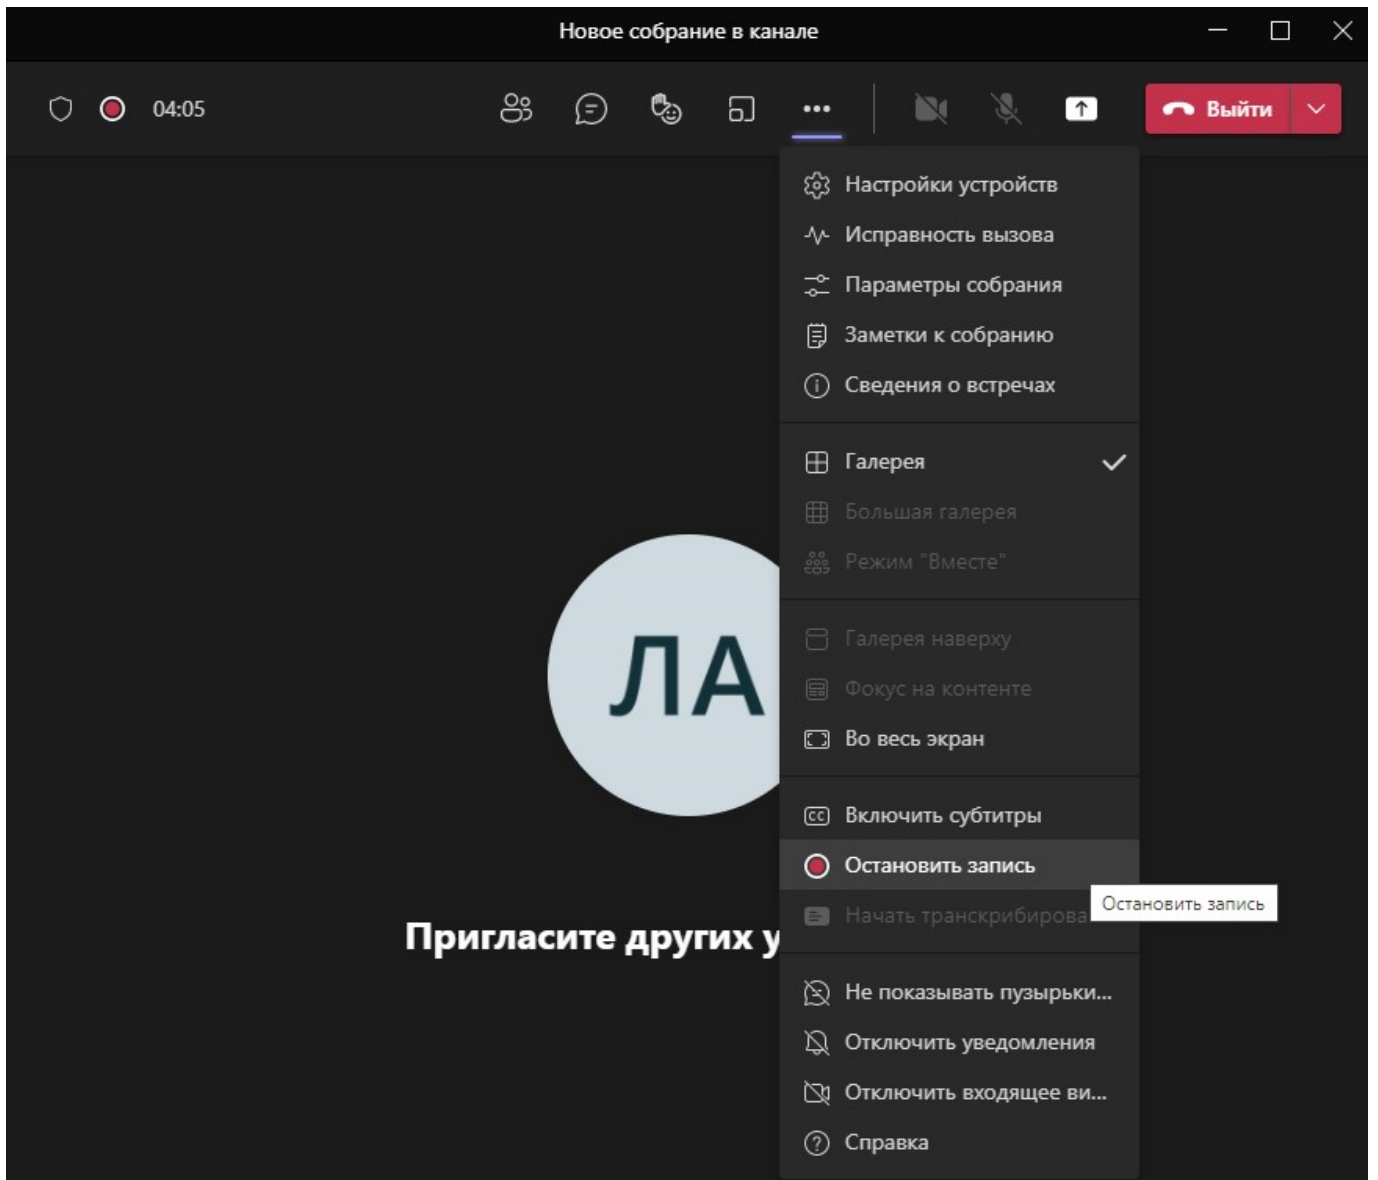 Новое собрание в канале
04:05
Выйти
Настройки устройств
Исправность вызова
Параметры собрания
Заметки к собранию
Сведения о встречах
Галерея
Большая галерея
Режим "Вместе"
Галерея наверху
Фокус на контенте
Во весь экран
ЛА
CC Включить субтитры
Остановить запись
Остановить запись
Начать транскрибирова
Пригласите других у
Не показывать пузырьки...
Отключить уведомления
Отключить входящее ви...
Справка